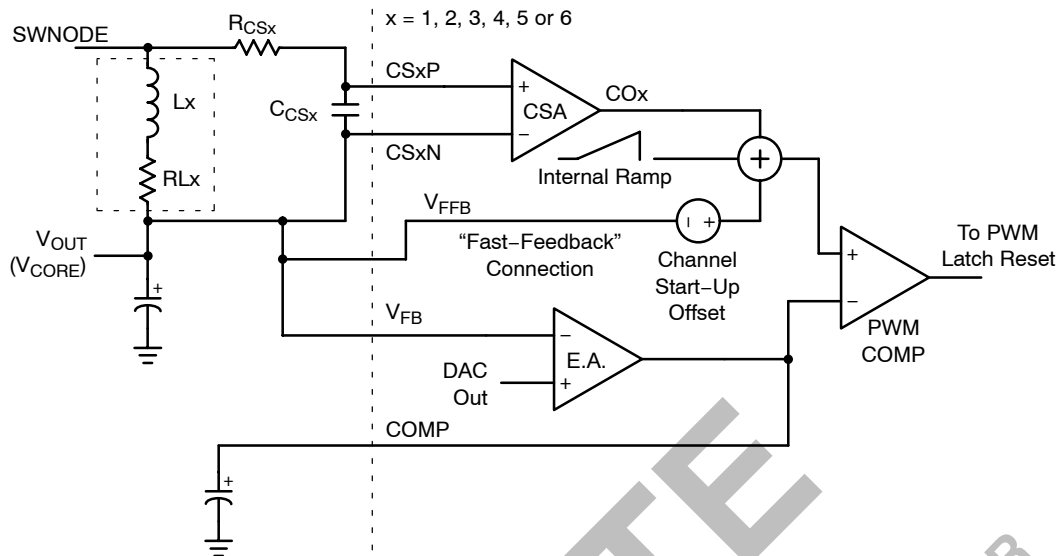 x = 1, 2, 3, 4, 5 or 6
SWNODE
RCSx
Lx
CCSx
RLx
CSxP
CSxN
+
−
CSA
COx
Internal Ramp
+
VFFB
− +
“Fast−Feedback”
Connection
Channel
Start−Up
Offset
VOUT
(VCORE)
+
VFB
−
+
E.A.
DAC
Out
+
−
PWM
COMP
To PWM
Latch Reset
COMP
+